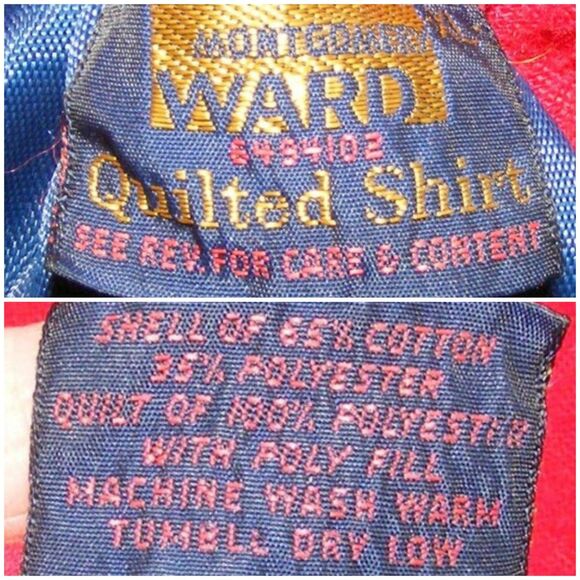 MONTGOMERY
WARD
6494102
Quilted Shirt
SEE REV. FOR CARE & CONTENT
SHELL OF 65% COTTON
35% POLYESTER
QUILT OF 100% POLYESTER
WITH POLY FILL
MACHINE WASH WARM
TUMBLE DRY LOW